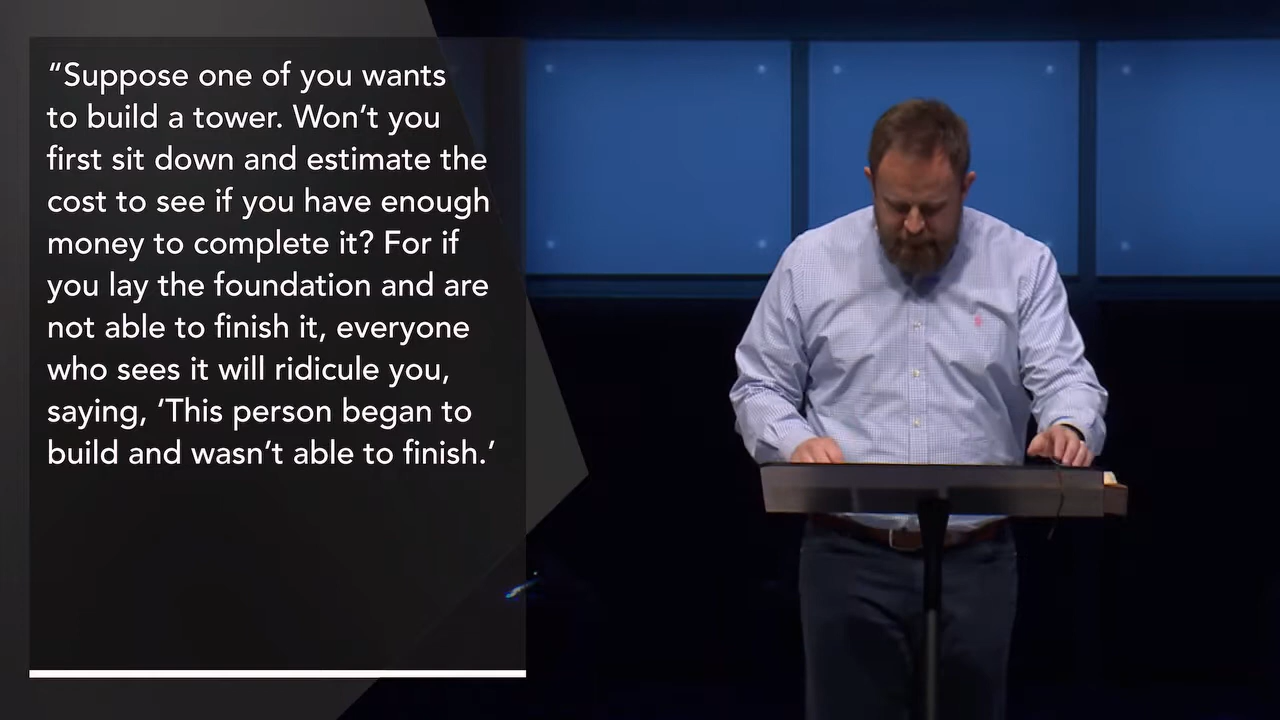 “Suppose one of you wants
to build a tower. Won’t you
first sit down and estimate the
cost to see if you have enough
money to complete it? For if
you lay the foundation and are
not able to finish it, everyone
who sees it will ridicule you,
saying, ‘This person began to
build and wasn’t able to finish.’